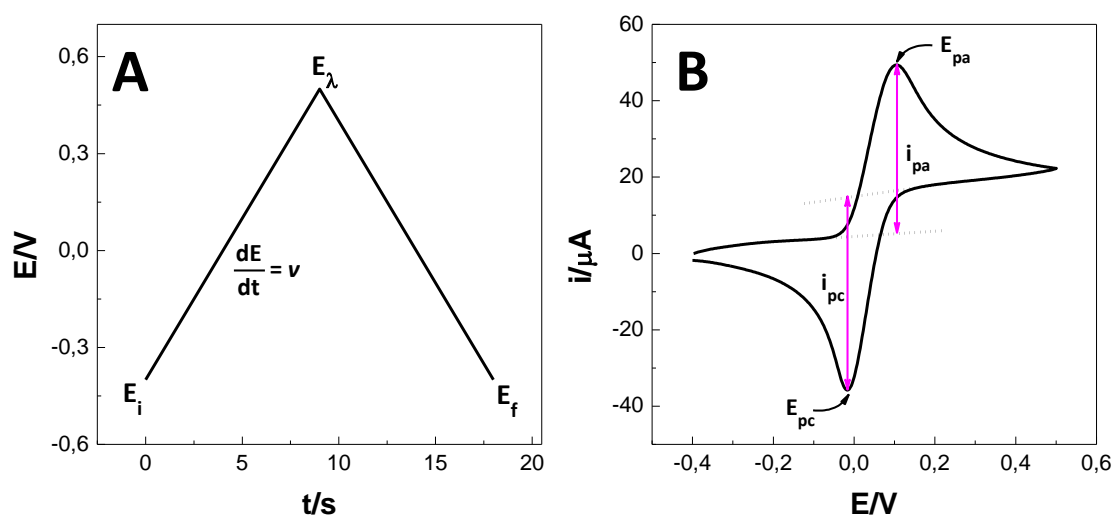 A
E/V
0,6
0,3
0,0
-0,3
-0,6
E_λ
dE
dt
= ν
E_i
E_f
0 5 10 15 20
t/s
B
i/μA
60
40
20
0
-20
-40
E_pa
i_pa
i_pc
E_pc
-0,4 -0,2 0,0 0,2 0,4 0,6
E/V